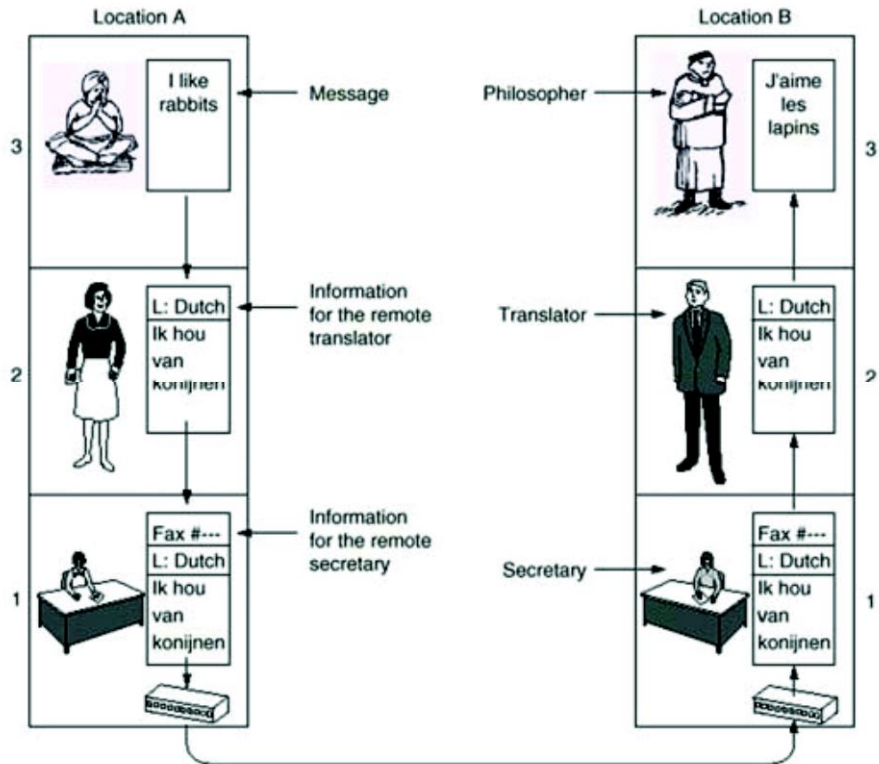 Location A
Location B
I like
rabbits
Message
Philosopher
J'aime
les
lapins
3
3
L: Dutch
Ik hou
van
konijnen
Information
for the remote
translator
Translator
L: Dutch
Ik hou
van
konijnen
2
2
Fax #---
L: Dutch
Ik hou
van
konijnen
Information
for the remote
secretary
Secretary
Fax #---
L: Dutch
Ik hou
van
konijnen
1
1